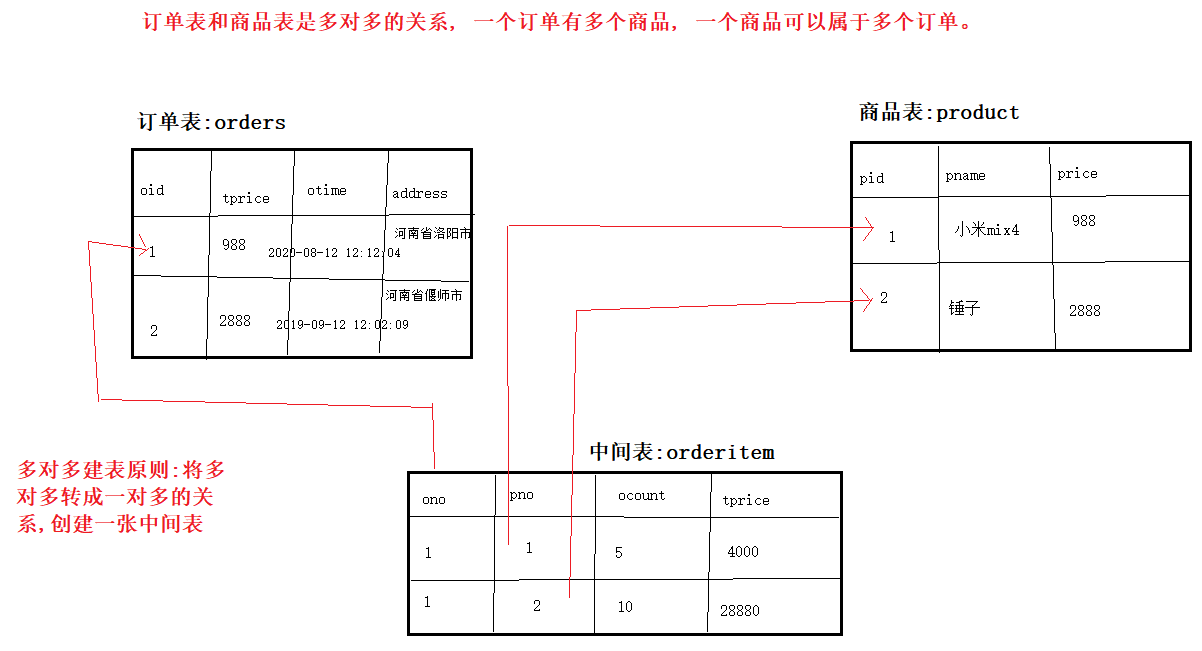 订单表和商品表是多对多的关系, 一个订单有多个商品, 一个商品可以属于多个订单。
订单表:orders
oid tprice otime address
1 988 2020-08-12 12:12:04 河南省洛阳市
2 2888 2019-09-12 12:02:09 河南省偃师市
商品表:product
pid pname price
1 小米mix4 988
2 锤子 2888
多对多建表原则:将多
对多转成一对多的关
系,创建一张中间表
中间表:orderitem
ono pno ocount tprice
1 1 5 4000
1 2 10 28880